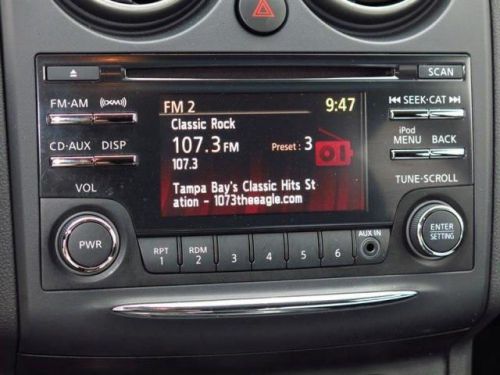 SCAN
FM·AM
XM
SEEK·CAT
FM 2
9:47
Classic Rock
107.3 FM
Preset : 3
107.3
Tampa Bay's Classic Hits St
ation - 1073theeagle.com
CD·AUX
DISP
iPod
MENU
BACK
VOL
TUNE·SCROLL
PWR
ENTER
SETTING
RPT
1
RDM
2
3
4
5
6
AUX IN